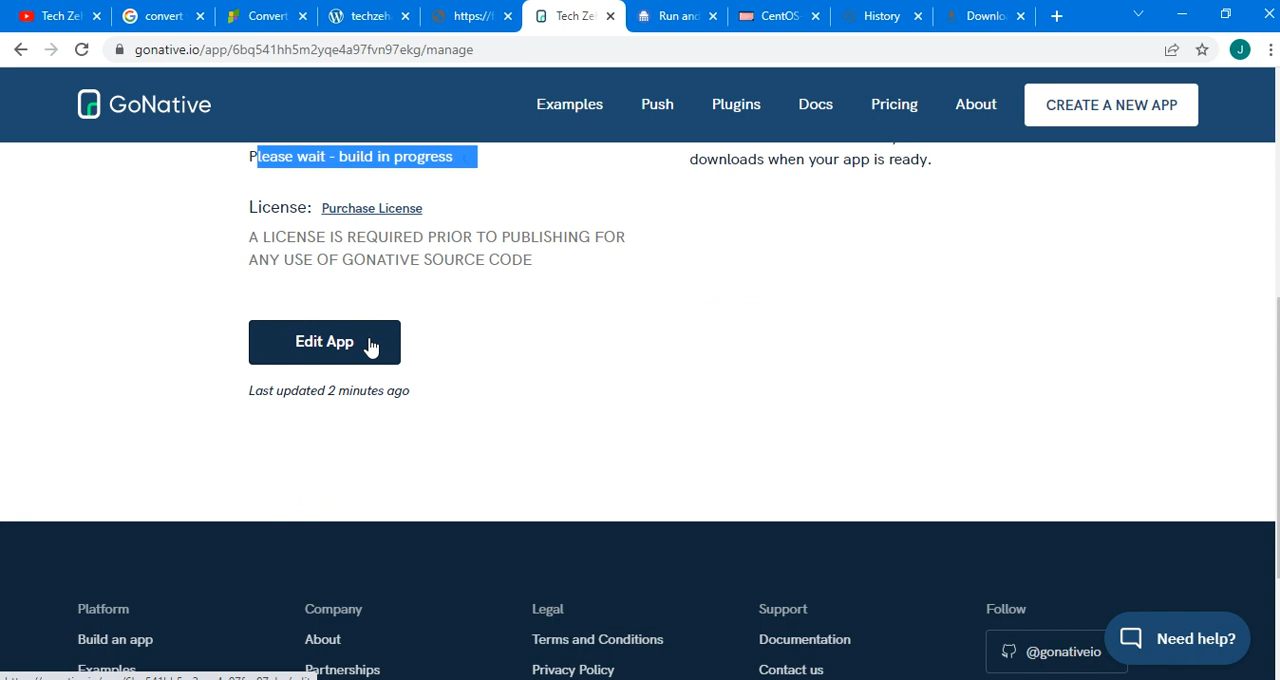 Tech Ze
convert
Convert
techzeh
https://
Tech Ze
Run and
CentOS
History
Downlo
gonative.io/app/6bq541hh5m2yqe4a97fvn97ekg/manage
J
GoNative
Examples
Push
Plugins
Docs
Pricing
About
CREATE A NEW APP
Please wait - build in progress
downloads when your app is ready.
License: Purchase License
A LICENSE IS REQUIRED PRIOR TO PUBLISHING FOR
ANY USE OF GONATIVE SOURCE CODE
Edit App
Last updated 2 minutes ago
Platform
Company
Legal
Support
Follow
Build an app
About
Terms and Conditions
Documentation
@gonativeio
Need help?
Examples
Partnerships
Privacy Policy
Contact us